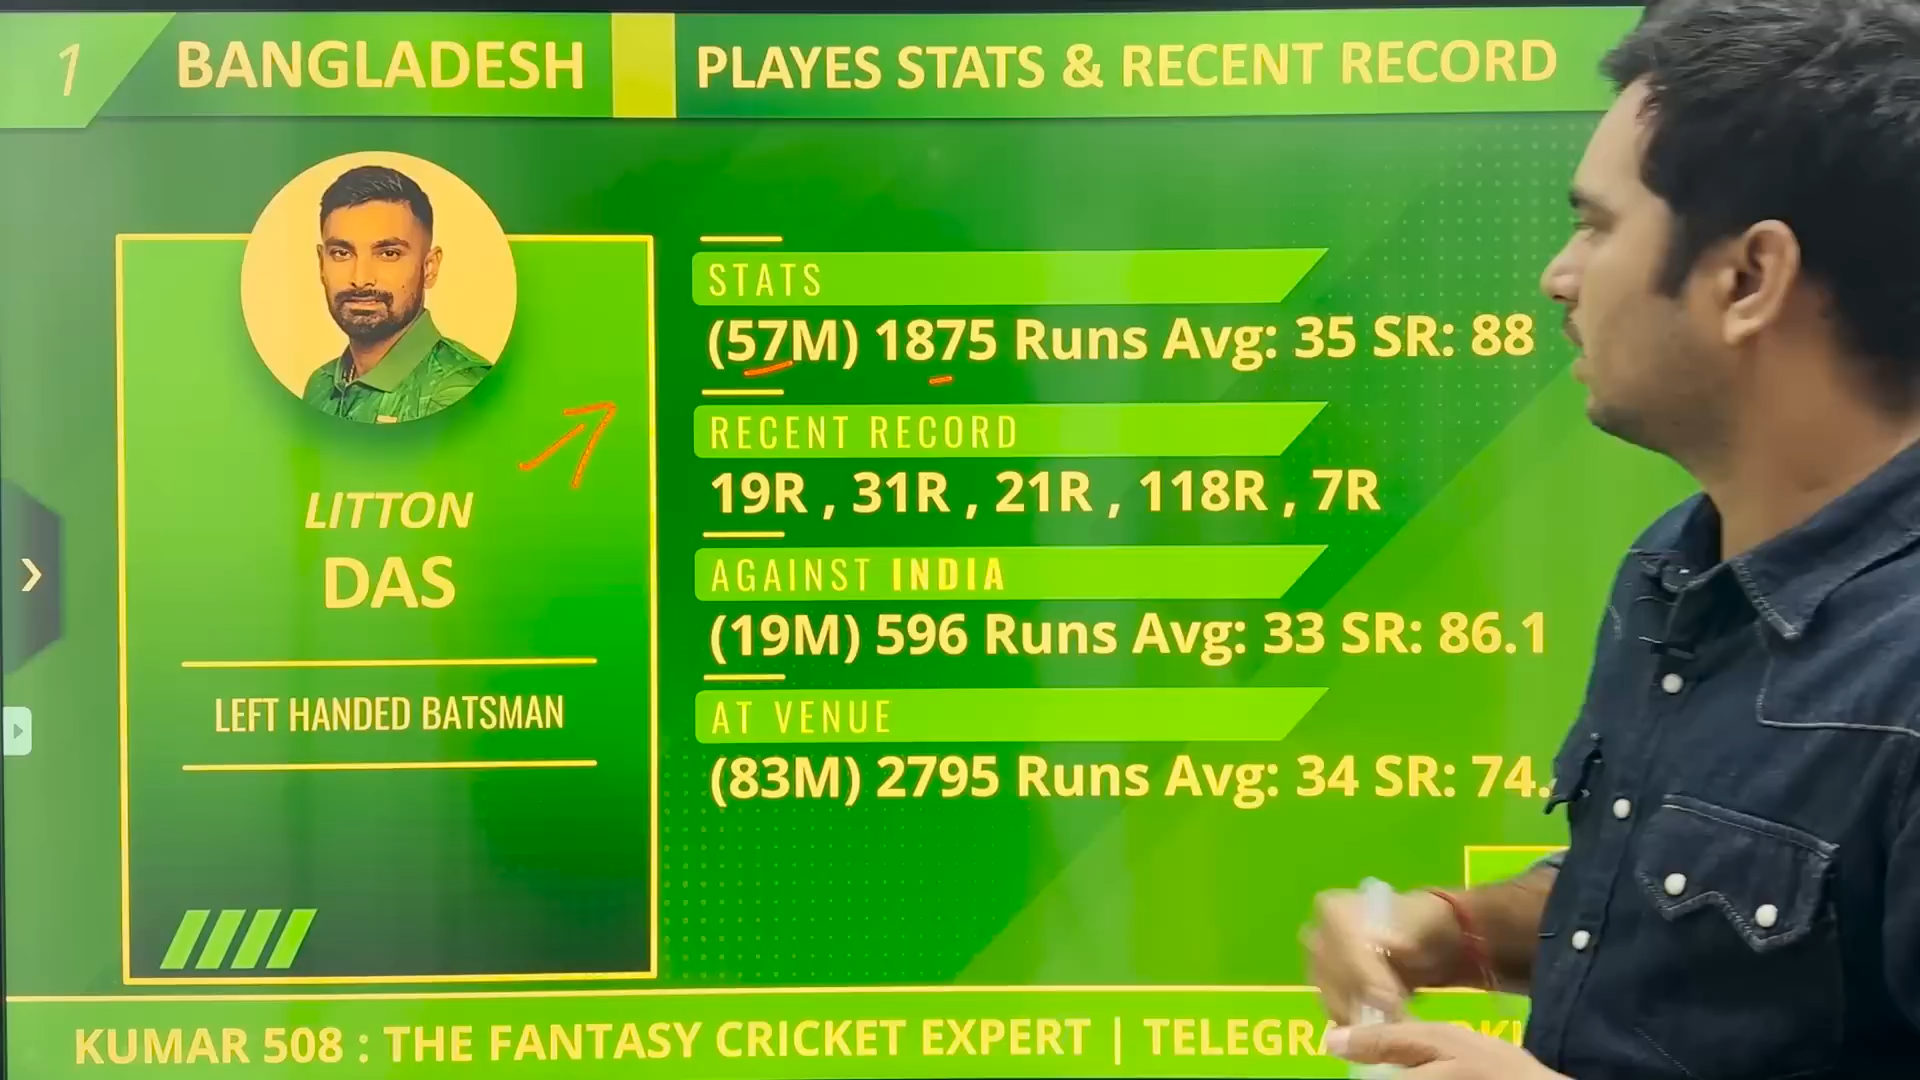 1
BANGLADESH
PLAYES STATS & RECENT RECORD
STATS
(57M) 1875 Runs Avg: 35 SR: 88
RECENT RECORD
19R , 31R , 21R , 118R , 7R
AGAINST INDIA
(19M) 596 Runs Avg: 33 SR: 86.1
AT VENUE
(83M) 2795 Runs Avg: 34 SR: 74.
LITTON
DAS
LEFT HANDED BATSMAN
KUMAR 508 : THE FANTASY CRICKET EXPERT |